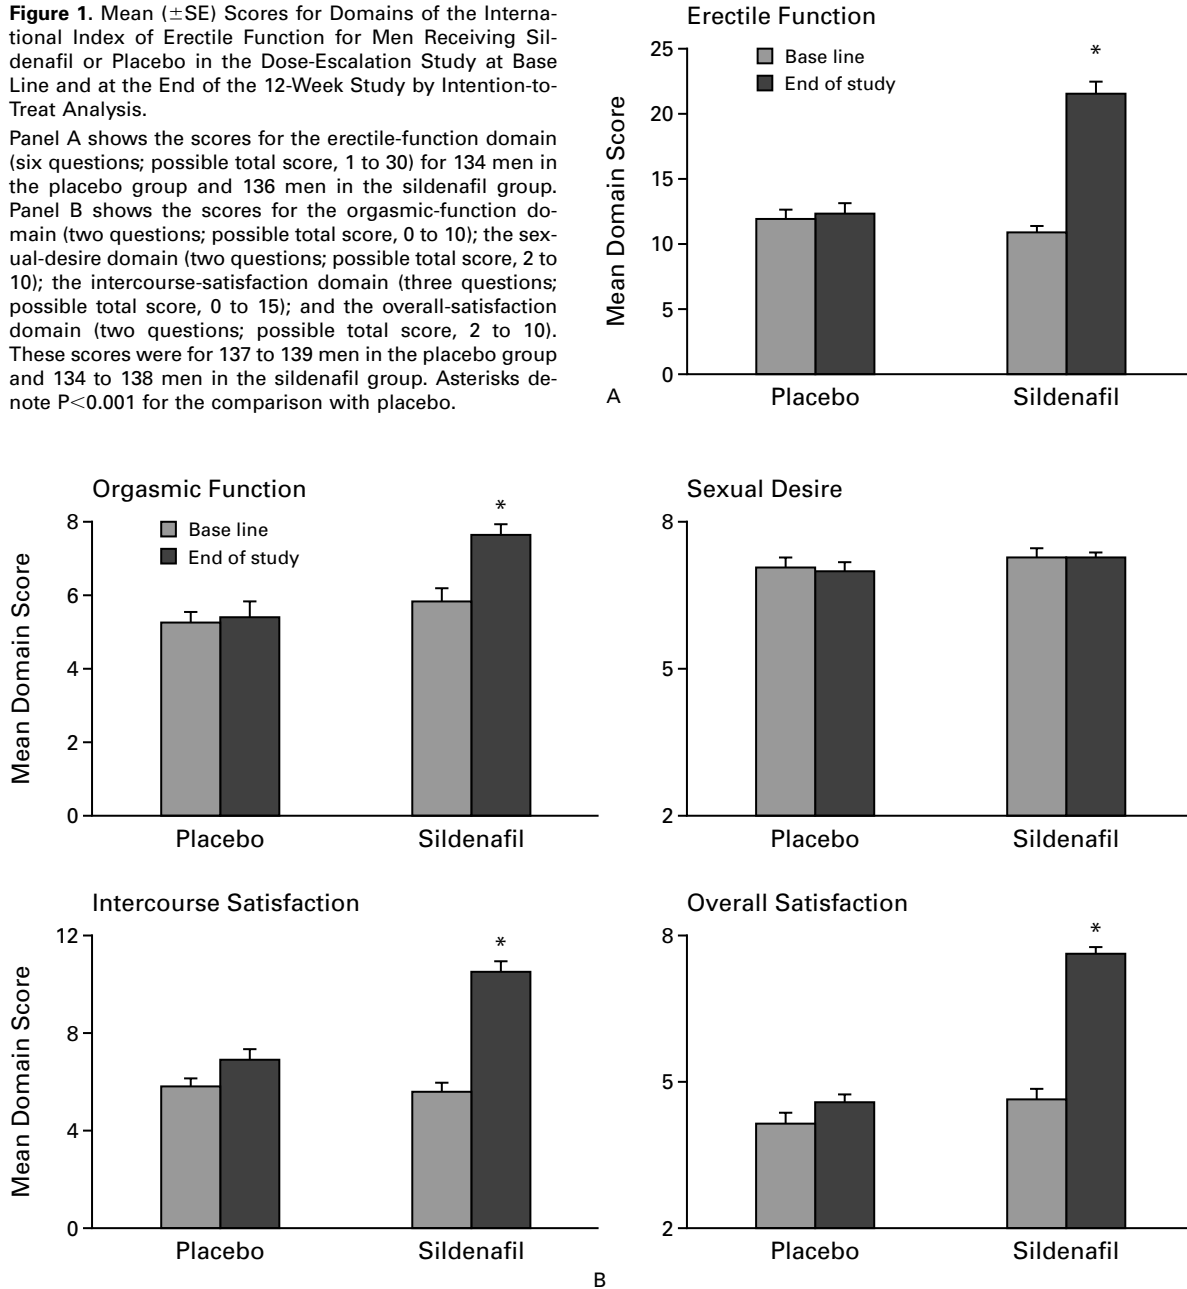 Figure 1. Mean (±SE) Scores for Domains of the Interna-
tional Index of Erectile Function for Men Receiving Sil-
denafil or Placebo in the Dose-Escalation Study at Base
Line and at the End of the 12-Week Study by Intention-to-
Treat Analysis.
Panel A shows the scores for the erectile-function domain
(six questions; possible total score, 1 to 30) for 134 men in
the placebo group and 136 men in the sildenafil group.
Panel B shows the scores for the orgasmic-function do-
main (two questions; possible total score, 0 to 10); the sex-
ual-desire domain (two questions; possible total score, 2 to
10); the intercourse-satisfaction domain (three questions;
possible total score, 0 to 15); and the overall-satisfaction
domain (two questions; possible total score, 2 to 10).
These scores were for 137 to 139 men in the placebo group
and 134 to 138 men in the sildenafil group. Asterisks de-
note P<0.001 for the comparison with placebo.
Erectile Function
Mean Domain Score
25
20
15
10
5
0
Base line
End of study
*
Placebo
Sildenafil
A
Orgasmic Function
Mean Domain Score
8
6
4
2
0
Base line
End of study
*
Placebo
Sildenafil
Sexual Desire
8
5
2
Placebo
Sildenafil
Intercourse Satisfaction
Mean Domain Score
12
8
4
0
*
Placebo
Sildenafil
Overall Satisfaction
8
5
2
*
Placebo
Sildenafil
B